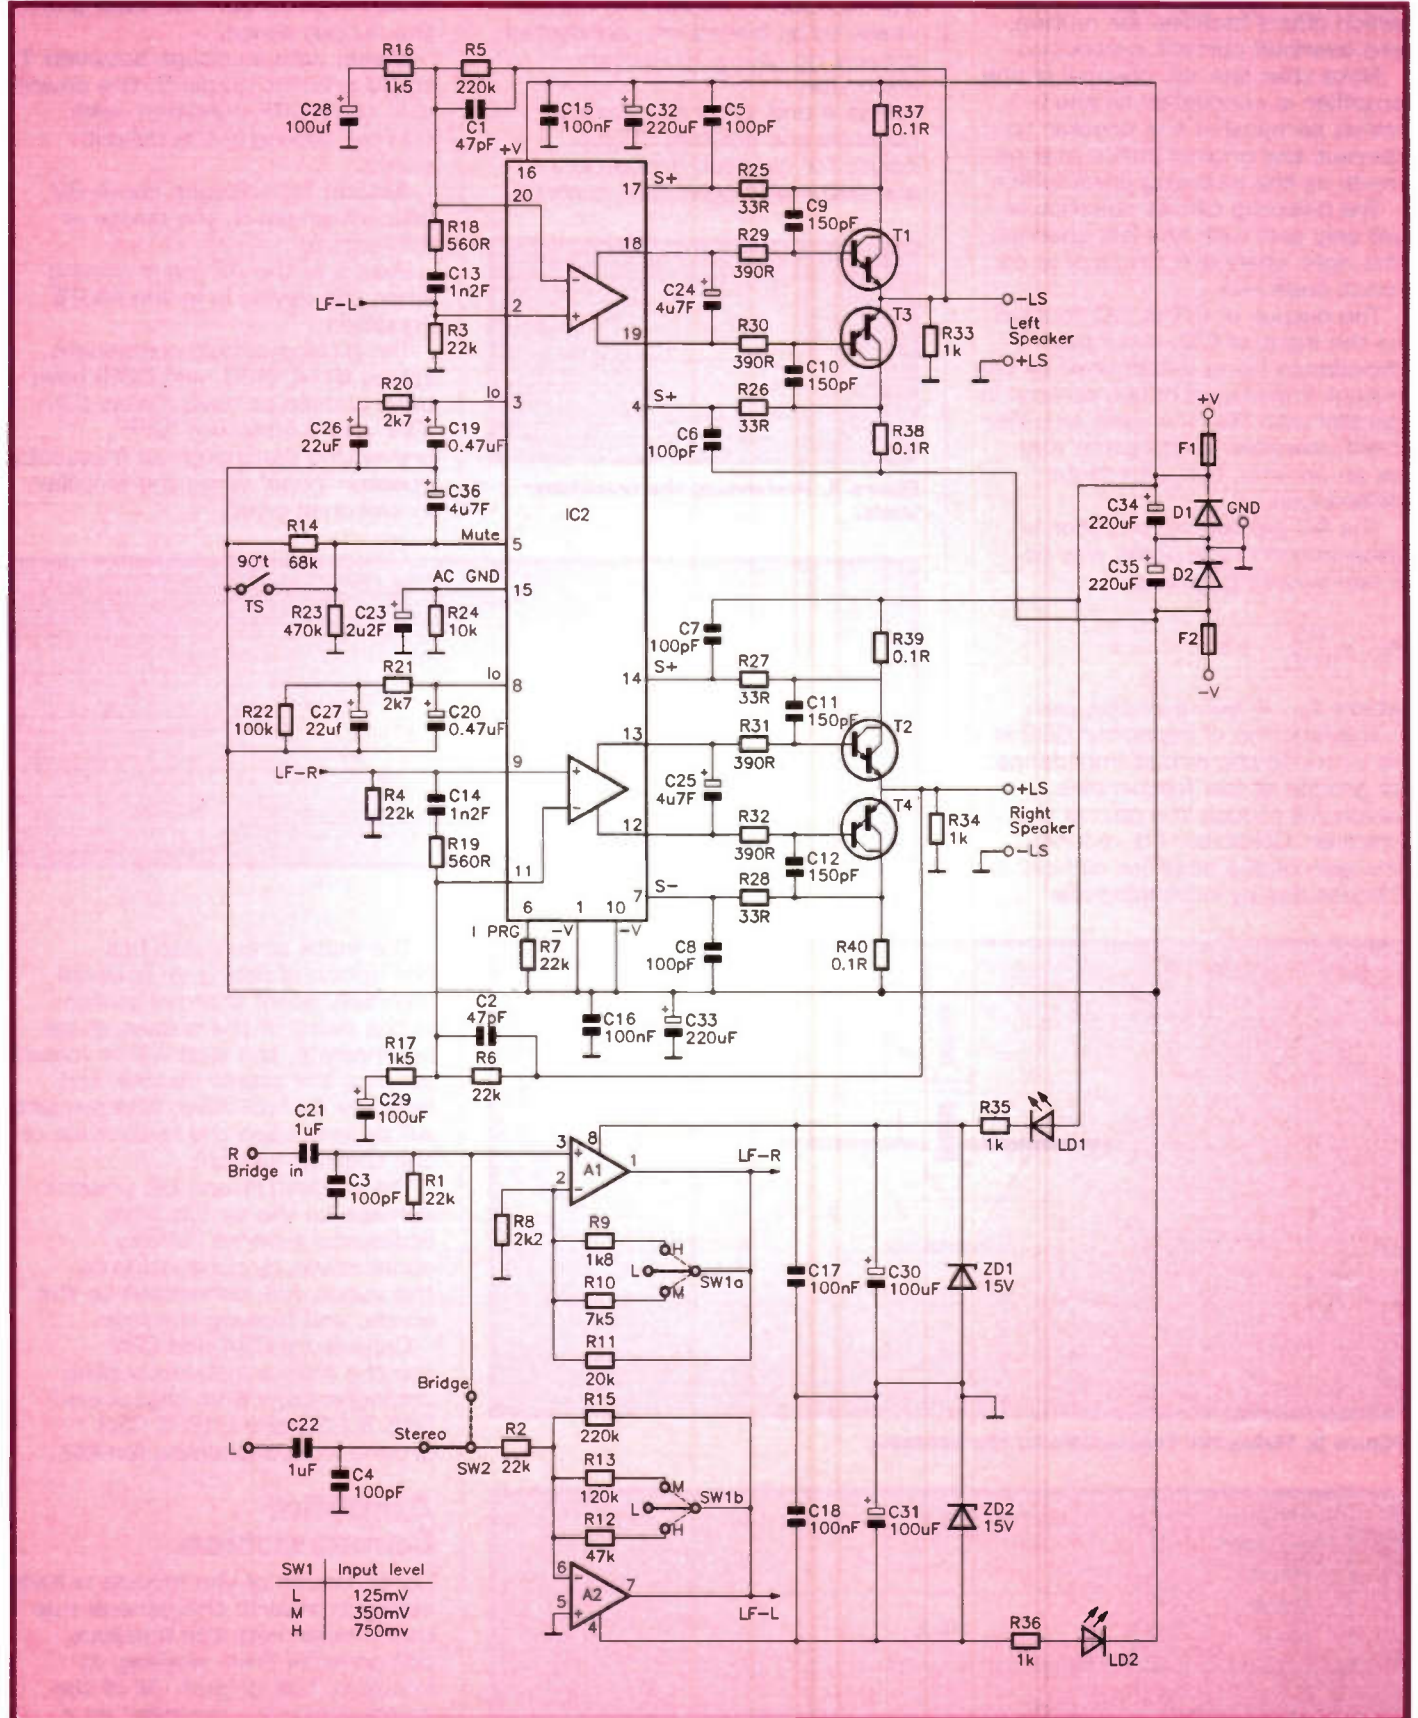 R16
1k5
R5
220k
C28
100uf
C1
47pF
C15
100nF
C32
220uF
C5
100pF
R37
0.1R
+V
16
20
17
S+
R25
33R
C9
150pF
R18
560R
18
R29
390R
T1
C13
1n2F
LF-L
2
C24
4u7F
-LS
R3
22k
19
R30
390R
T3
R33
1k
Left
Speaker
+LS
C10
150pF
R20
2k7
Io
3
4
S+
R26
33R
C26
22uF
C19
0.47uF
C6
100pF
R38
0.1R
+V
F1
C36
4u7F
IC2
C34
220uF
D1
GND
R14
68k
Mute
5
90°t
TS
AC GND
15
C35
220uF
D2
R23
470k
C23
2u2F
R24
10k
C7
100pF
R39
0.1R
F2
-V
R21
2k7
Io
8
14
S+
R27
33R
R22
100k
C27
22uf
C20
0.47uF
C11
150pF
13
R31
390R
T2
LF-R
9
R4
22k
C14
1n2F
C25
4u7F
+LS
R19
560R
12
R32
390R
T4
R34
1k
Right
Speaker
-LS
C12
150pF
11
7
S-
R28
33R
6
1
10
I PRG
-V
-V
R7
22k
C8
100pF
R40
0.1R
C2
47pF
C16
100nF
C33
220uF
R17
1k5
R6
22k
C29
100uF
C21
1uF
R35
1k
LD1
R
Bridge in
3
8
A1
1
2
LF-R
C3
100pF
R1
22k
R8
2k2
R9
1k8
H
L
SW1a
M
R10
7k5
C17
100nF
C30
100uF
ZD1
15V
R11
20k
Bridge
R15
220k
C22
1uF
L
Stereo
SW2
R2
22k
C4
100pF
R13
120k
M
L
SW1b
H
R12
47k
C18
100nF
C31
100uF
ZD2
15V
6
A2
7
5
4
LF-L
SW1 Input level
L 125mV
M 350mV
H 750mv
R36
1k
LD2